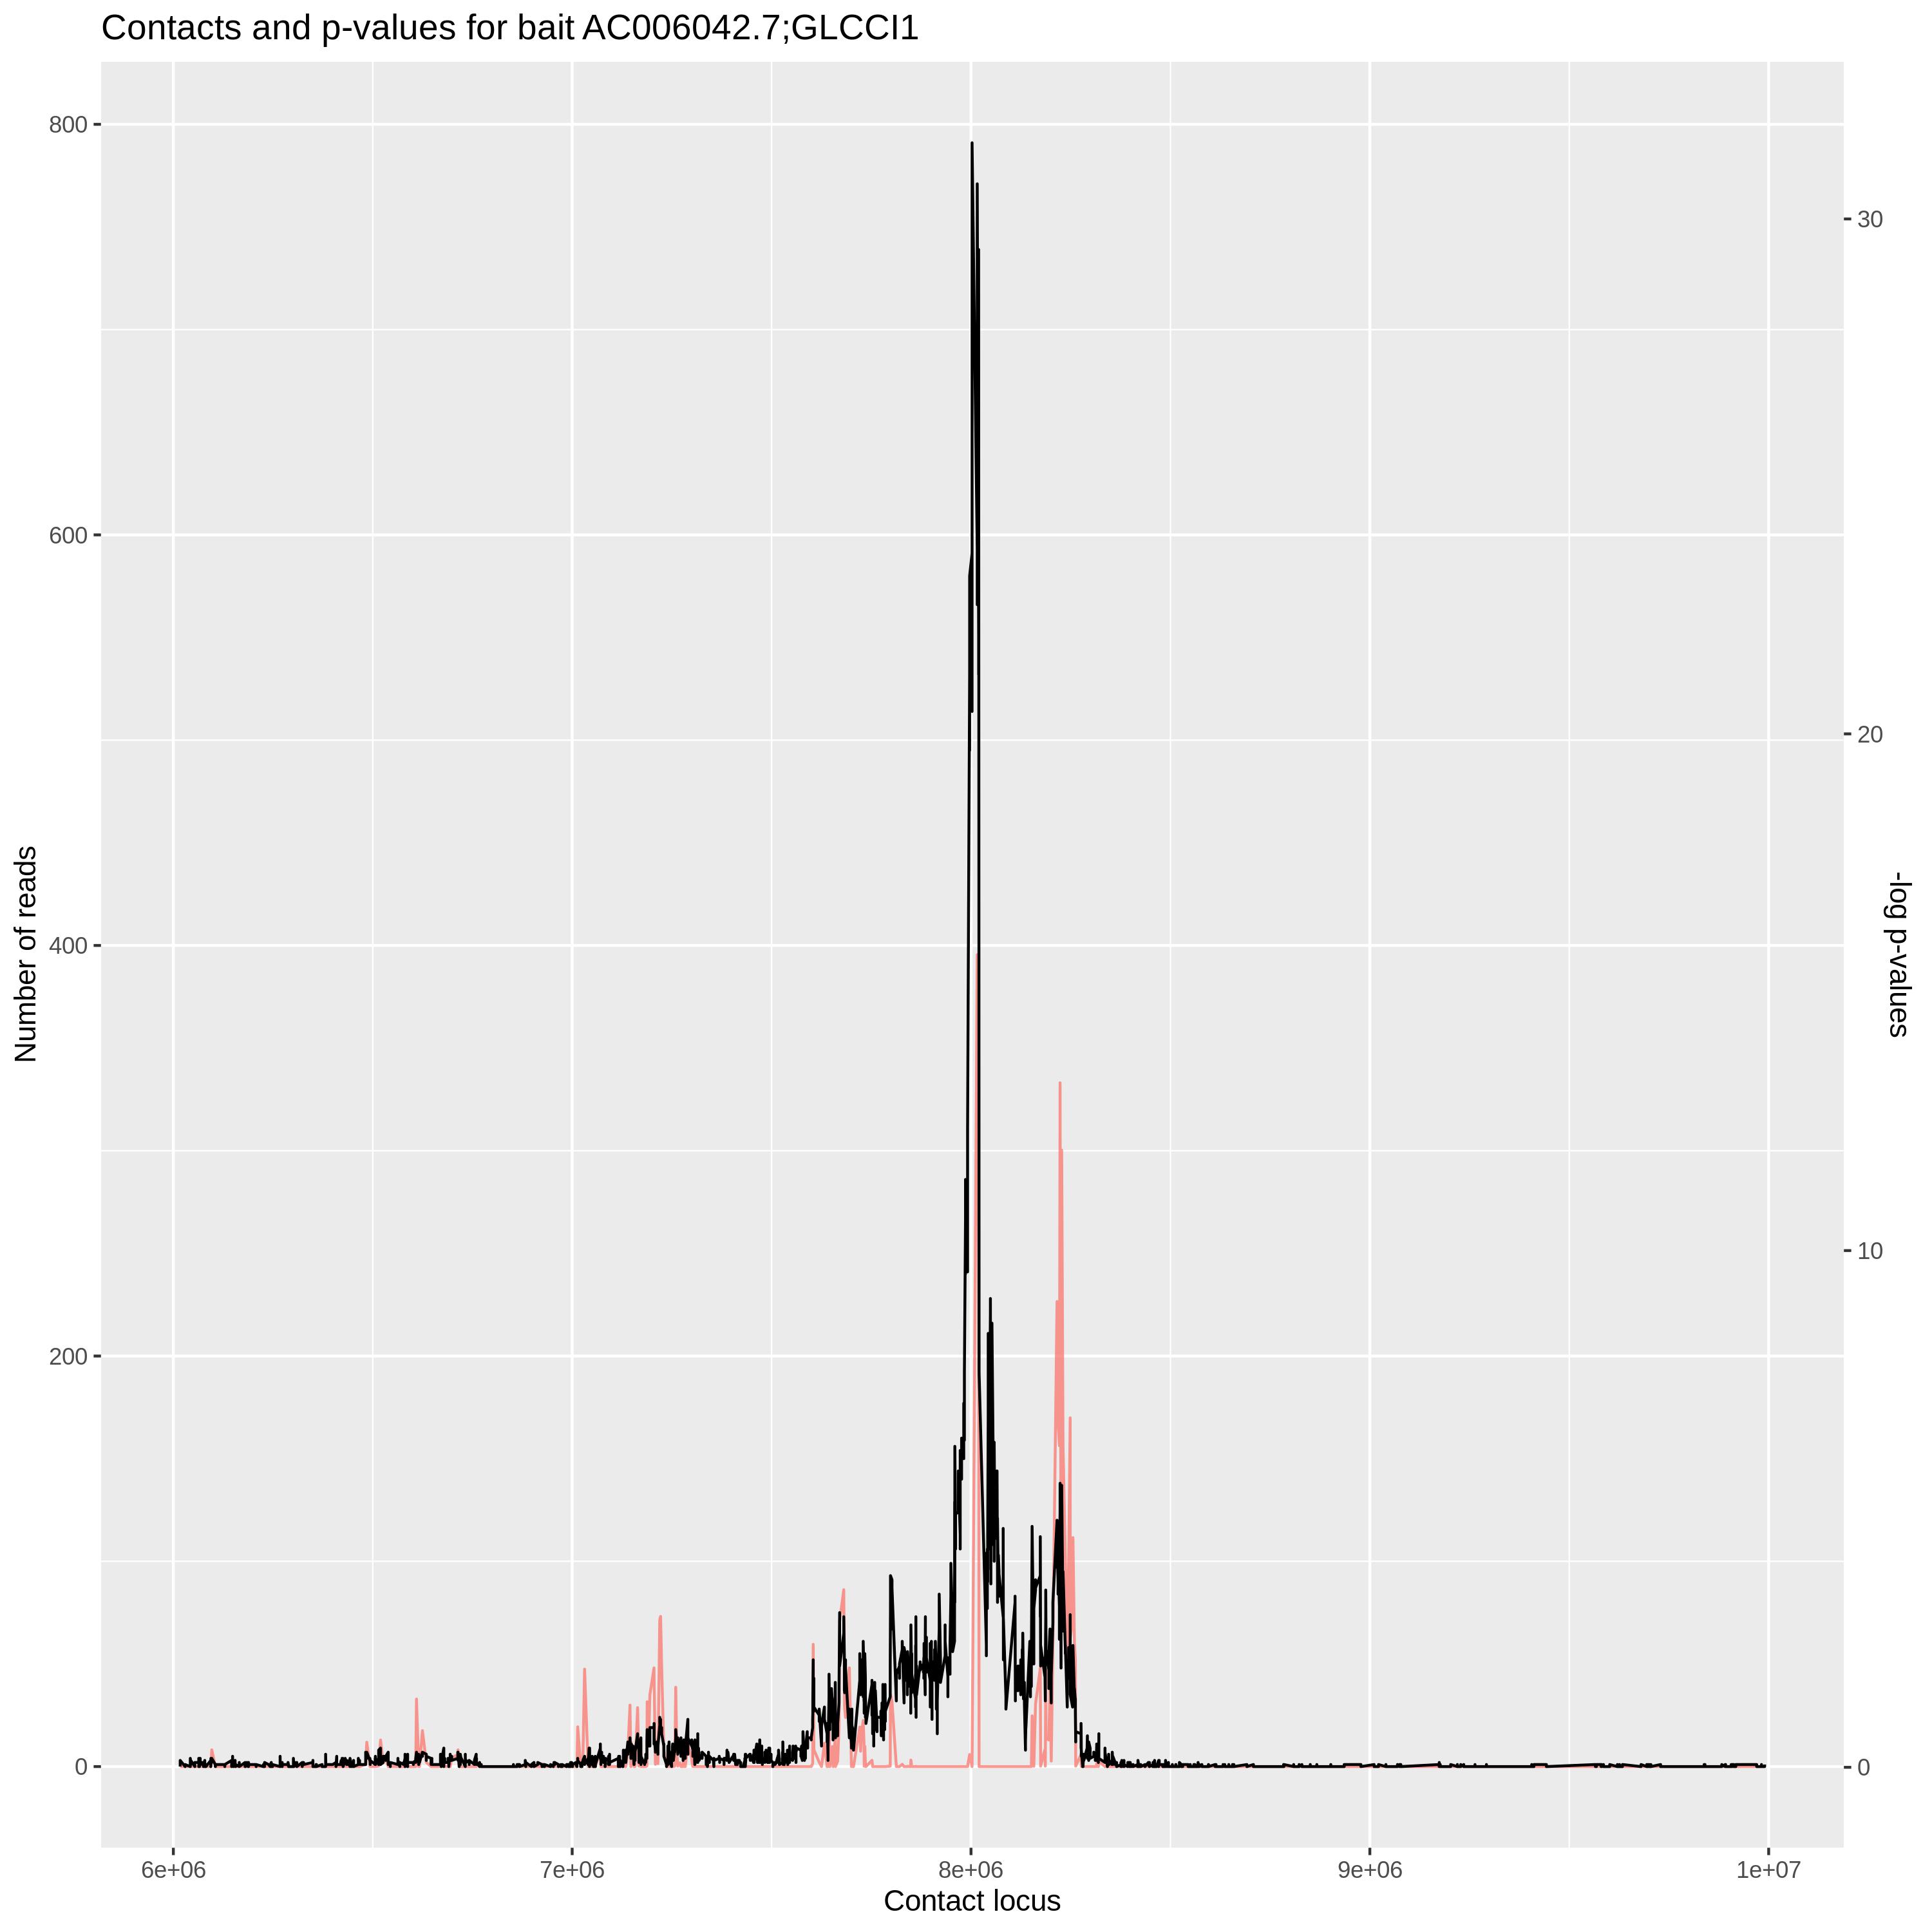 Contacts and p-values for bait AC006042.7;GLCCI1
800
600
400
200
0
Number of reads
30
20
10
0
-log p-values
6e+06
7e+06
8e+06
9e+06
1e+07
Contact locus